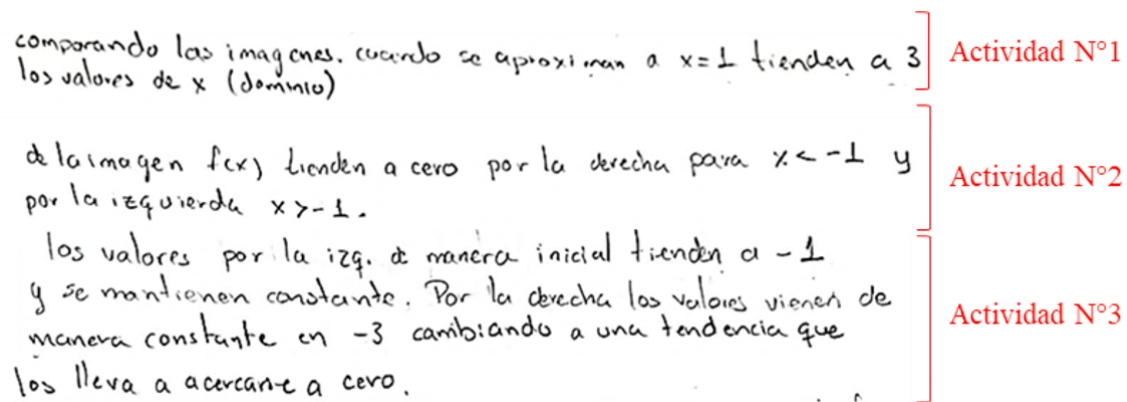 comparando las imagenes. cuando se aproximan a x=1 tienden a 3
los valores de x (dominio)
Actividad N°1
de la imagen f(x) tienden a cero por la derecha para x<-1 y
por la izquierda x>-1.
Actividad N°2
los valores por la izq. de manera inicial tienden a -1
y se mantienen constante. Por la derecha los valores vienen de
manera constante en -3 cambiando a una tendencia que
los lleva a acercarse a cero.
Actividad N°3